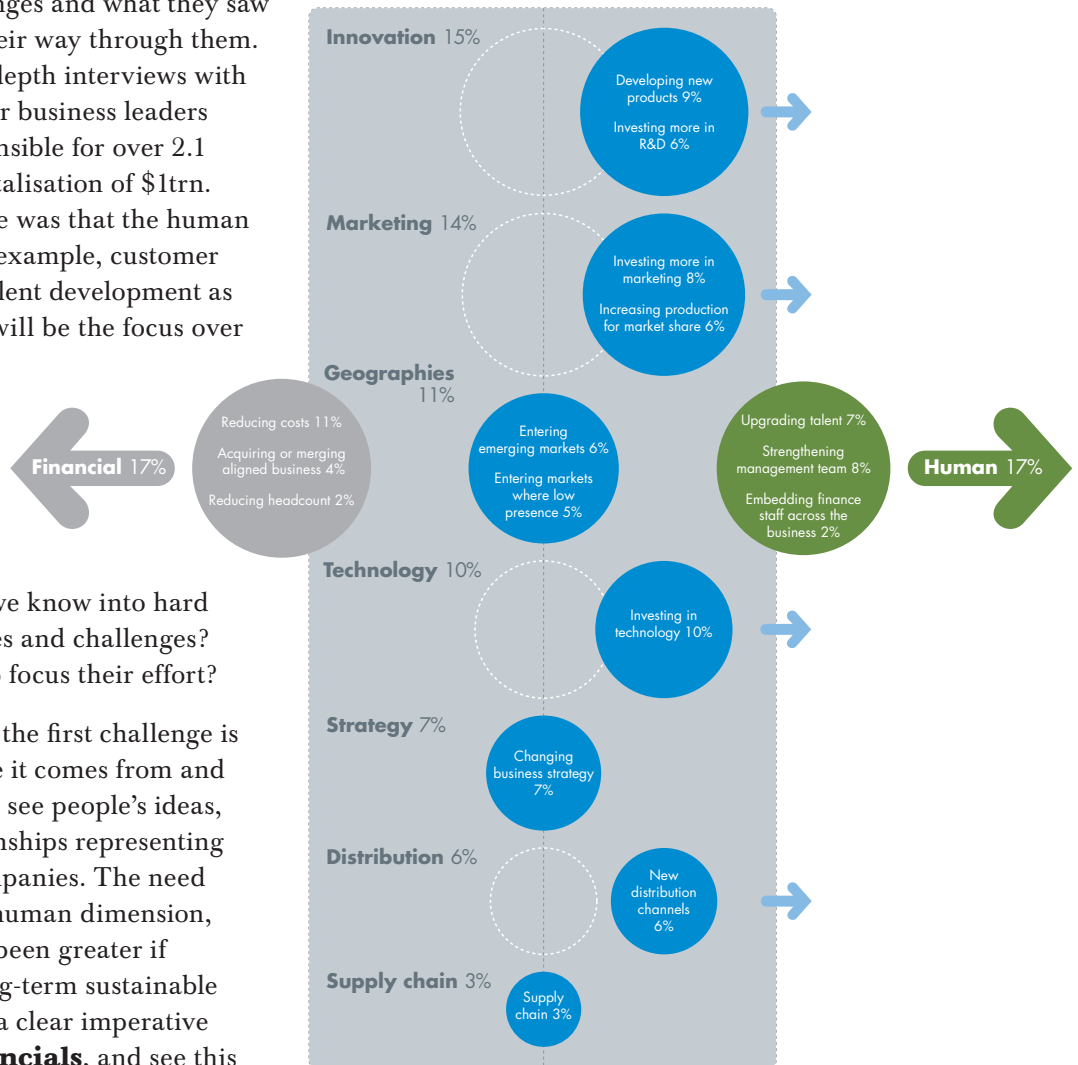 nges and what they saw
eir way through them.
depth interviews with
r business leaders
nsible for over 2.1
talisation of $1trn.
e was that the human
example, customer
lent development as
will be the focus over
ve know into hard
es and challenges?
focus their effort?
the first challenge is
e it comes from and
see people's ideas,
nships representing
mpanies. The need
human dimension,
been greater if
g-term sustainable
a clear imperative
ncials, and see this
Innovation 15%
Developing new
products 9%
Investing more in
R&D 6%
Marketing 14%
Investing more in
marketing 8%
Increasing production
for market share 6%
Geographies
11%
Financial 17%
Reducing costs 11%
Acquiring or merging
aligned business 4%
Reducing headcount 2%
Entering
emerging markets 6%
Entering markets
where low
presence 5%
Upgrading talent 7%
Strengthening
management team 8%
Embedding finance
staff across the
business 2%
Human 17%
Technology 10%
Investing in
technology 10%
Strategy 7%
Changing
business strategy
7%
Distribution 6%
New
distribution
channels
6%
Supply chain 3%
Supply
chain 3%